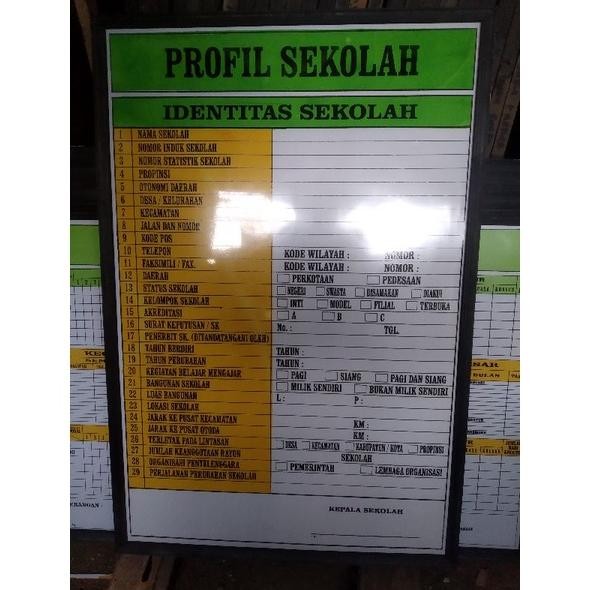 PROFIL SEKOLAH
IDENTITAS SEKOLAH
1 NAMA SEKOLAH
2 NOMOR INDUK SEKOLAH
3 NOMOR STATISTIK SEKOLAH
4 PROPINSI
5 OTONOMI DAERAH
6 DESA / KELURAHAN
7 KECAMATAN
8 JALAN DAN NOMOR
9 KODE POS
10 TELEPON KODE WILAYAH : NOMOR :
11 FAKSIMILI / FAX. KODE WILAYAH : NOMOR :
12 DAERAH PERKOTAAN PEDESAAN
13 STATUS SEKOLAH NEGERI SWASTA DISAMAKAN DIAKUI
14 KELOMPOK SEKOLAH INTI MODEL FILIAL TERBUKA
15 AKREDITASI A B C
16 SURAT KEPUTUSAN / SK No. : TGL.
17 PENERBIT SK. (DITANDATANGANI OLEH)
18 TAHUN BERDIRI TAHUN :
19 TAHUN PERUBAHAN TAHUN :
20 KEGIATAN BELAJAR MENGAJAR PAGI SIANG PAGI DAN SIANG
21 BANGUNAN SEKOLAH MILIK SENDIRI BUKAN MILIK SENDIRI
22 LUAS BANGUNAN L : P :
23 LOKASI SEKOLAH
24 JARAK KE PUSAT KECAMATAN KM :
25 JARAK KE PUSAT OTODA KM :
26 TERLETAK PADA LINTASAN DESA KECAMATAN KABUPATEN / KOTA PROPINSI
27 JUMLAH KEANGGOTAAN RAYON SEKOLAH
28 ORGANISASI PENYELENGGARA PEMERINTAH LEMBAGA ORGANISASI
29 PERJALANAN PERUBAHAN SEKOLAH
KEPALA SEKOLAH